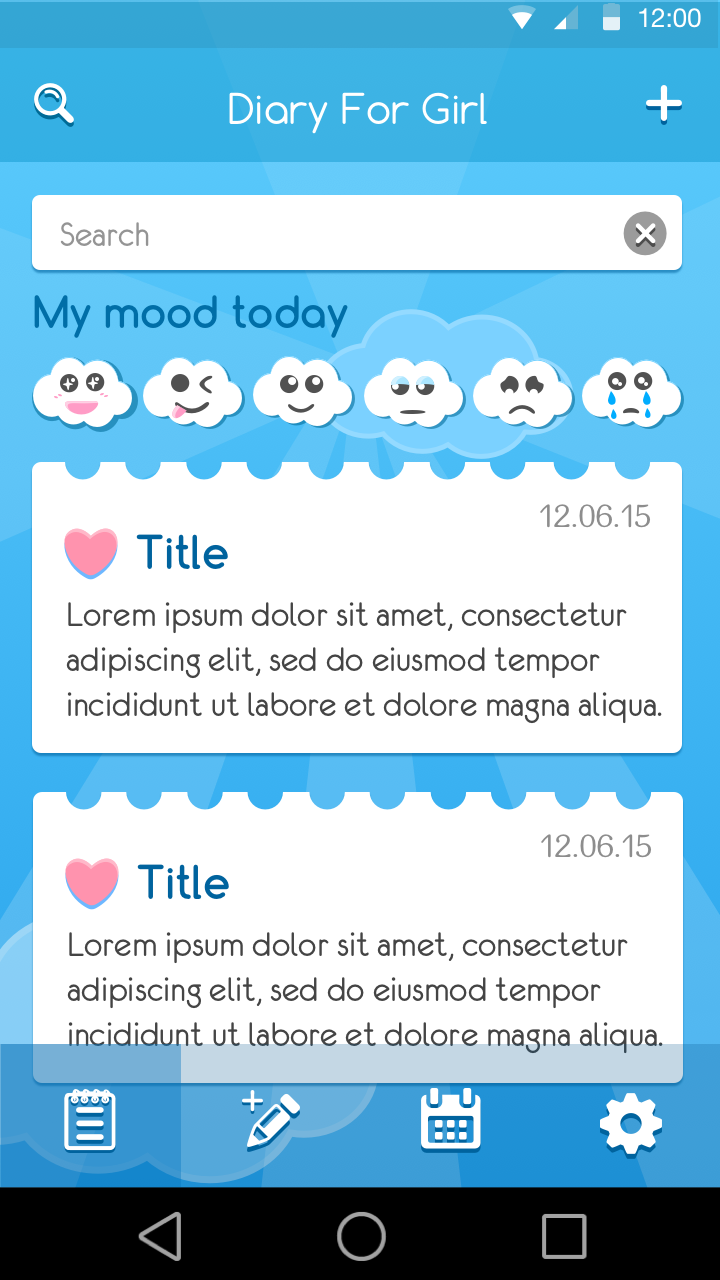 12:00
Diary For Girl
Search
My mood today
12.06.15
Title
Lorem ipsum dolor sit amet, consectetur
adipiscing elit, sed do eiusmod tempor
incididunt ut labore et dolore magna aliqua.
12.06.15
Title
Lorem ipsum dolor sit amet, consectetur
adipiscing elit, sed do eiusmod tempor
incididunt ut labore et dolore magna aliqua.